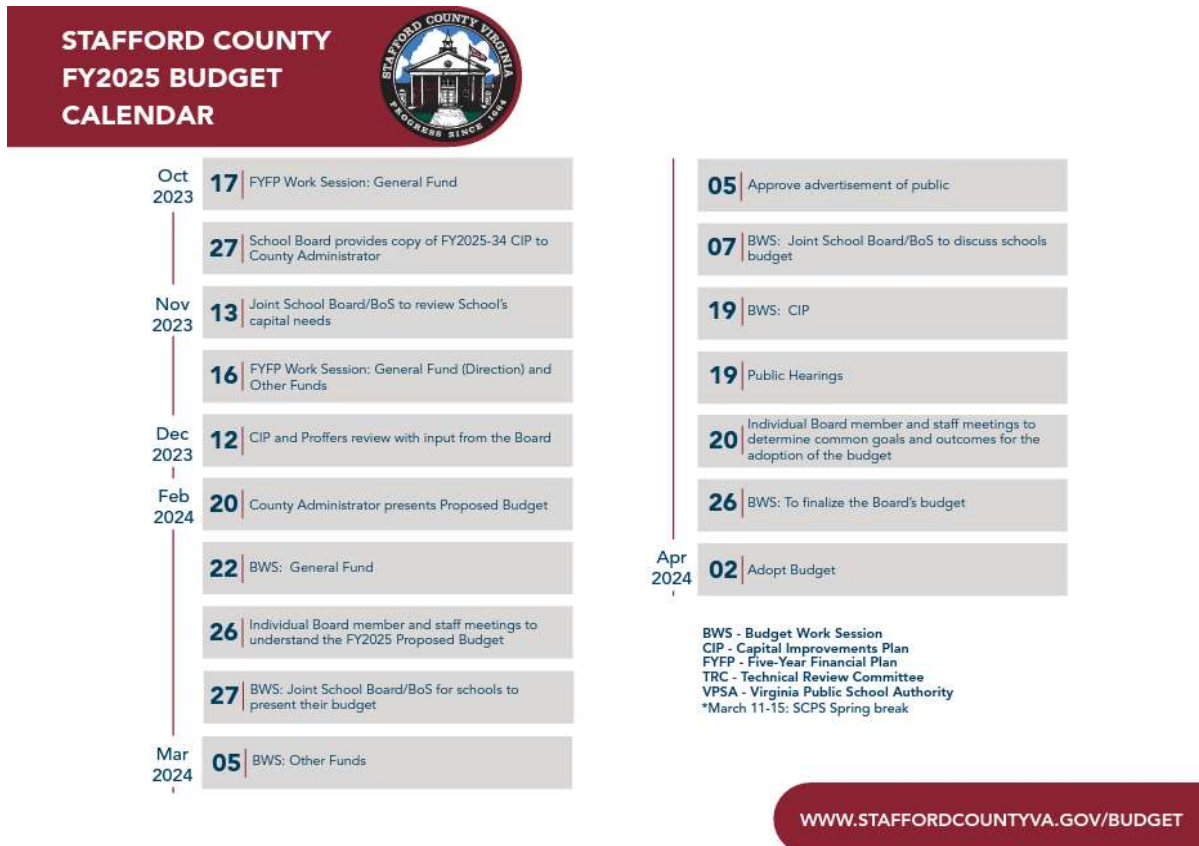 STAFFORD COUNTY
FY2025 BUDGET
CALENDAR
STAFFORD COUNTY VIRGINIA
PROGRESS SINCE 1664
Oct
2023
17 FYFP Work Session: General Fund
27 School Board provides copy of FY2025-34 CIP to
County Administrator
Nov
2023
13 Joint School Board/BoS to review School's
capital needs
16 FYFP Work Session: General Fund (Direction) and
Other Funds
Dec
2023
12 CIP and Proffers review with input from the Board
Feb
2024
20 County Administrator presents Proposed Budget
22 BWS: General Fund
26 Individual Board member and staff meetings to
understand the FY2025 Proposed Budget
27 BWS: Joint School Board/BoS for schools to
present their budget
Mar
2024
05 BWS: Other Funds
05 Approve advertisement of public
07 BWS: Joint School Board/BoS to discuss schools
budget
19 BWS: CIP
19 Public Hearings
20 Individual Board member and staff meetings to
determine common goals and outcomes for the
adoption of the budget
26 BWS: To finalize the Board's budget
Apr
2024
02 Adopt Budget
BWS - Budget Work Session
CIP - Capital Improvements Plan
FYFP - Five-Year Financial Plan
TRC - Technical Review Committee
VPSA - Virginia Public School Authority
*March 11-15: SCPS Spring break
WWW.STAFFORDCOUNTYVA.GOV/BUDGET